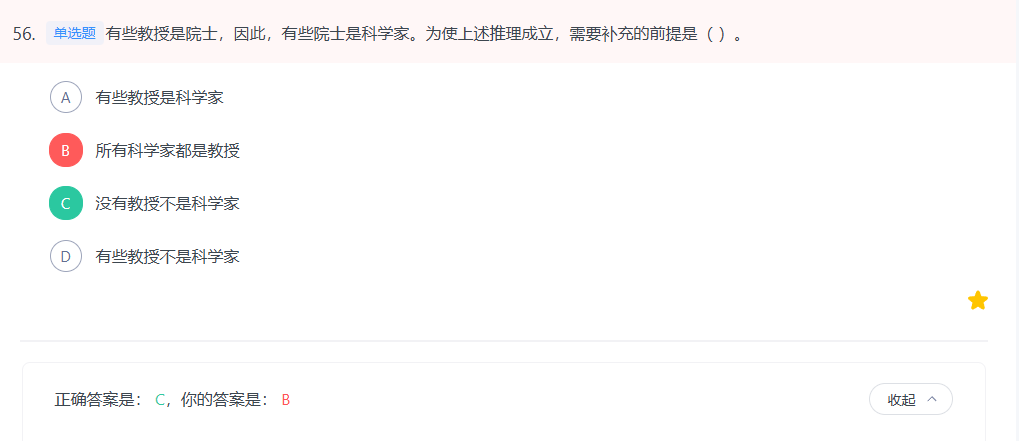 56. 单选题 有些教授是院士，因此，有些院士是科学家。为使上述推理成立，需要补充的前提是（ ）。
A 有些教授是科学家
B 所有科学家都是教授
C 没有教授不是科学家
D 有些教授不是科学家
正确答案是： C，你的答案是： B 收起